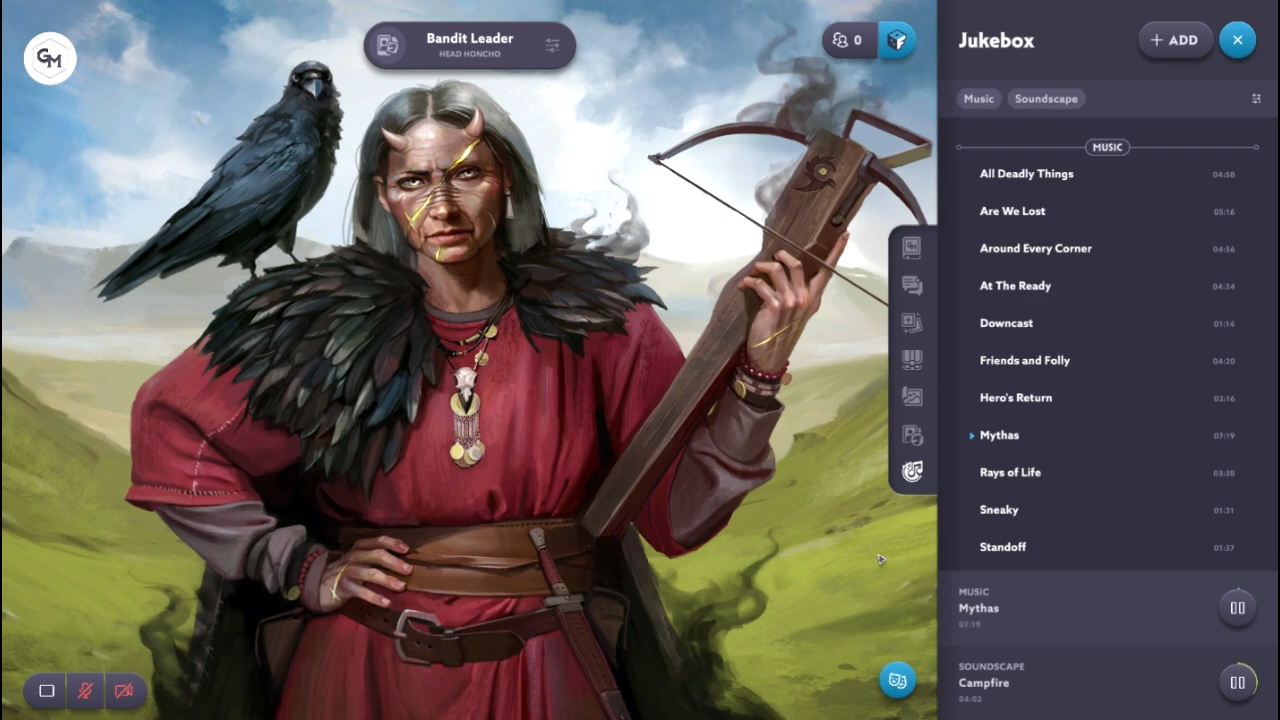 GM
Bandit Leader
HEAD HONCHO
0
Jukebox
+ ADD
Music
Soundscape
MUSIC
All Deadly Things 04:58
Are We Lost 05:16
Around Every Corner 04:56
At The Ready 04:24
Downcast 01:14
Friends and Folly 04:20
Hero's Return 02:16
Mythas 07:19
Rays of Life 03:38
Sneaky 01:21
Standoff 01:37
MUSIC
Mythas
07:19
SOUNDSCAPE
Campfire
04:02